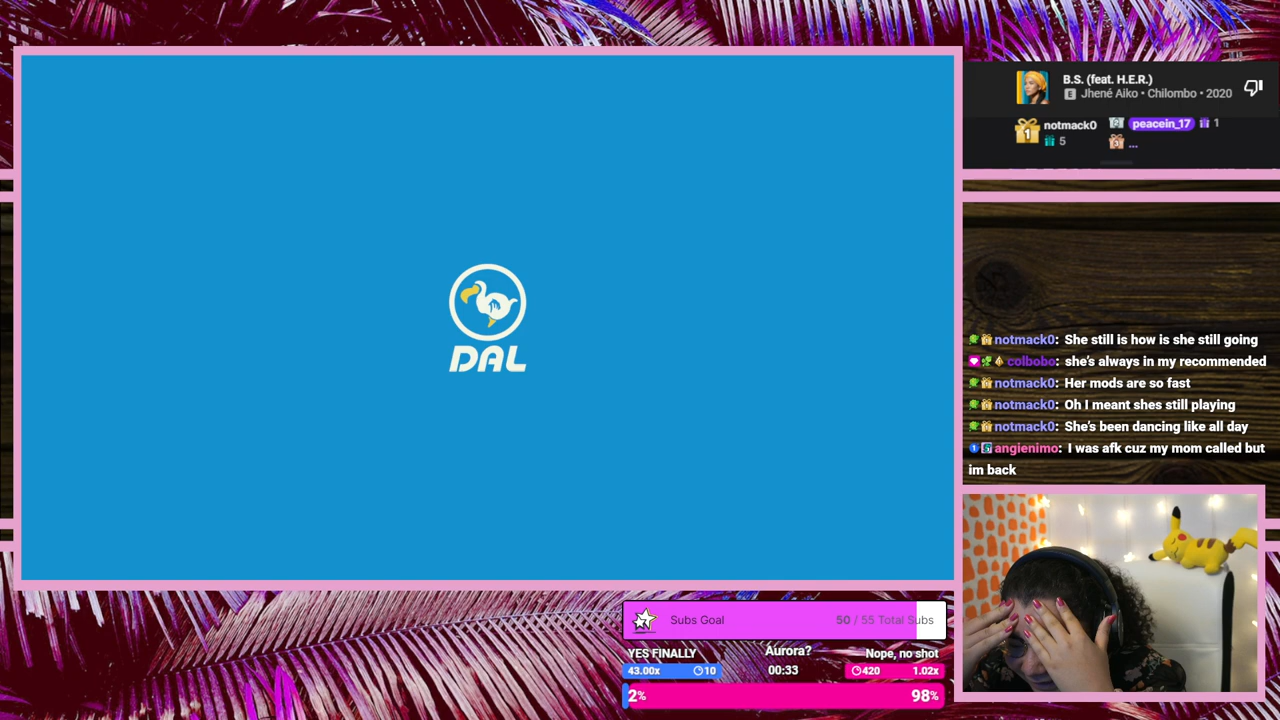 B.S. (feat. H.E.R.)
E Jhené Aiko • Chilombo • 2020
1 notmack0 5
2 peacein_17 1
3 ...
DAL
notmack0: She still is how is she still going
colbobo: she's always in my recommended
notmack0: Her mods are so fast
notmack0: Oh I meant shes still playing
notmack0: She's been dancing like all day
1 angienimo: I was afk cuz my mom called but
im back
Subs Goal 50 / 55 Total Subs
YES FINALLY Aurora? Nope, no shot
43.00x 10 00:33 420 1.02x
2% 98%